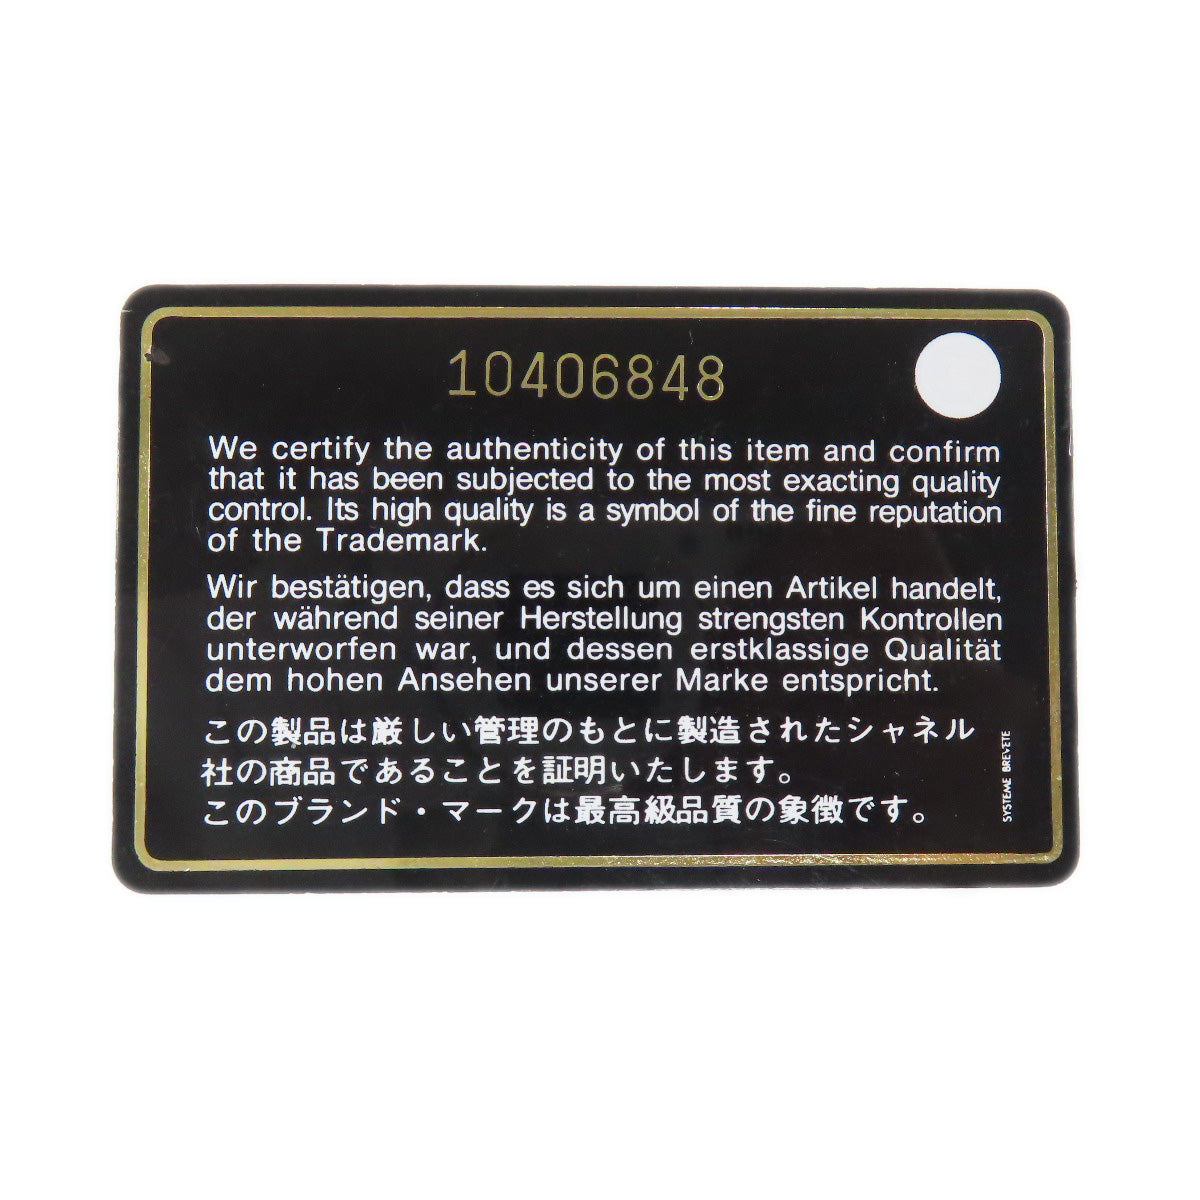 10406848
We certify the authenticity of this item and confirm
that it has been subjected to the most exacting quality
control. Its high quality is a symbol of the fine reputation
of the Trademark.
Wir bestätigen, dass es sich um einen Artikel handelt,
der während seiner Herstellung strengsten Kontrollen
unterworfen war, und dessen erstklassige Qualität
dem hohen Ansehen unserer Marke entspricht.
この製品は厳しい管理のもとに製造されたシャネル
社の商品であることを証明いたします。
このブランド・マークは最高級品質の象徴です。
SYSTEME BREVETE